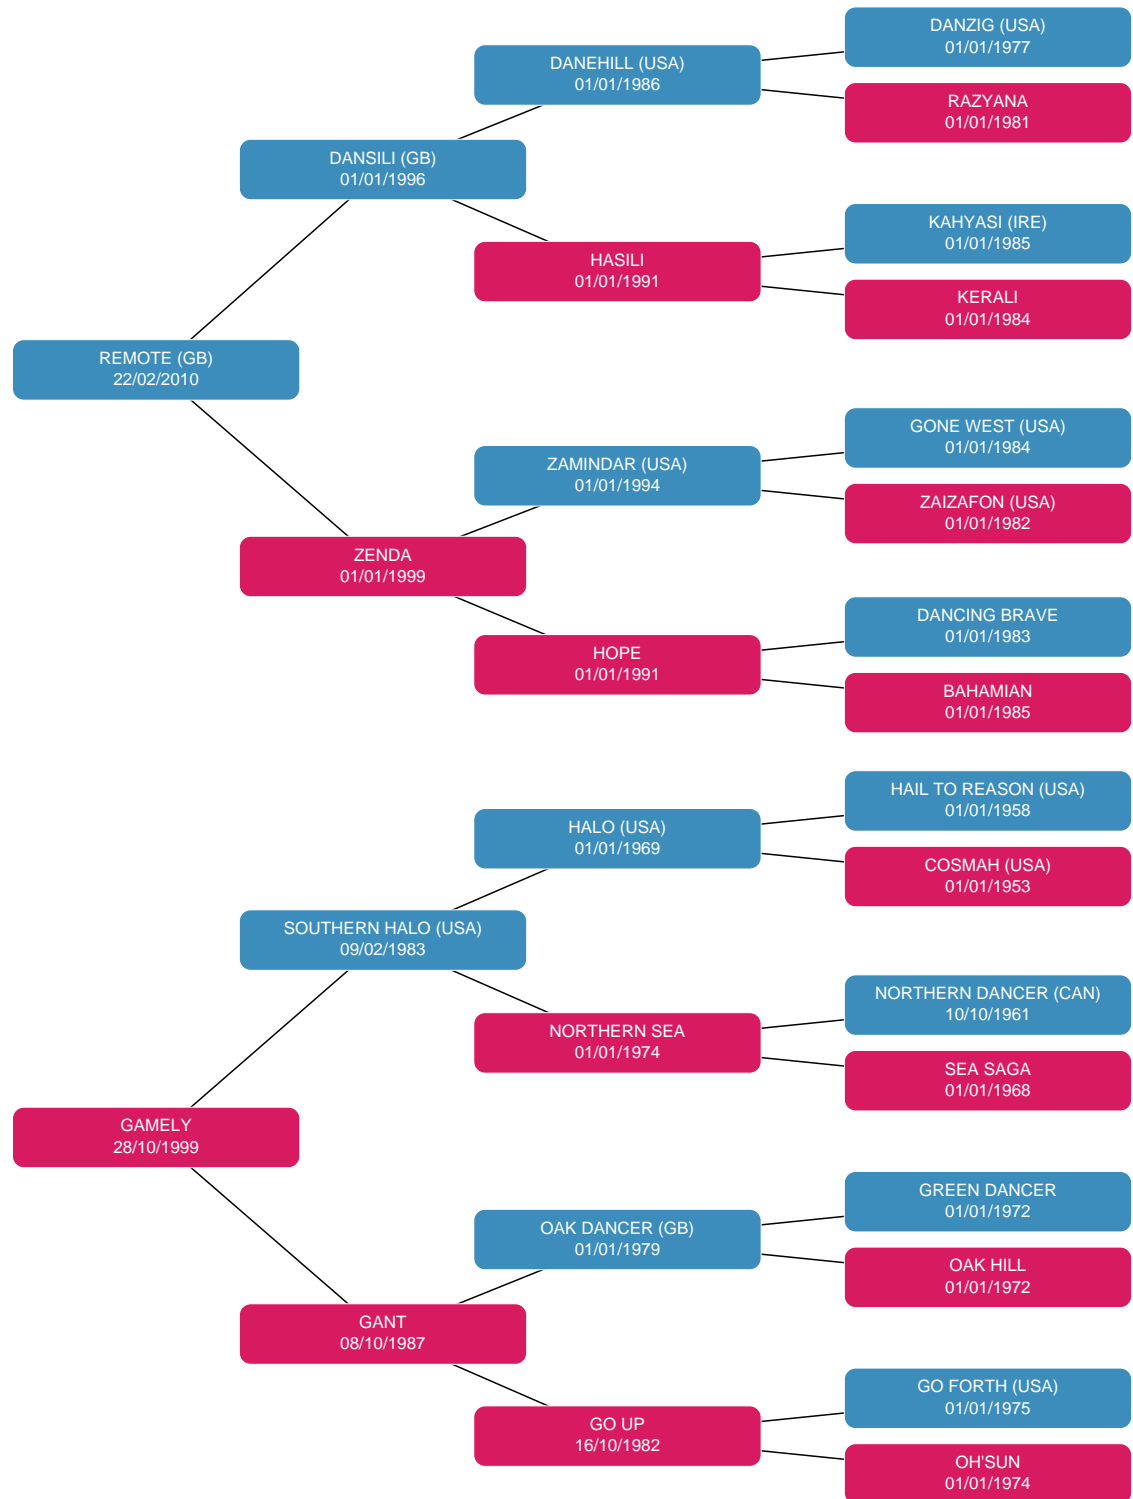 DANZIG (USA)
01/01/1977
DANEHILL (USA)
01/01/1986
RAZYANA
01/01/1981
DANSILI (GB)
01/01/1996
KAHYASI (IRE)
01/01/1985
HASILI
01/01/1991
KERALI
01/01/1984
REMOTE (GB)
22/02/2010
GONE WEST (USA)
01/01/1984
ZAMINDAR (USA)
01/01/1994
ZAIZAFON (USA)
01/01/1982
ZENDA
01/01/1999
DANCING BRAVE
01/01/1983
HOPE
01/01/1991
BAHAMIAN
01/01/1985
HAIL TO REASON (USA)
01/01/1958
HALO (USA)
01/01/1969
COSMAH (USA)
01/01/1953
SOUTHERN HALO (USA)
09/02/1983
NORTHERN DANCER (CAN)
10/10/1961
NORTHERN SEA
01/01/1974
SEA SAGA
01/01/1968
GAMELY
28/10/1999
GREEN DANCER
01/01/1972
OAK DANCER (GB)
01/01/1979
OAK HILL
01/01/1972
GANT
08/10/1987
GO FORTH (USA)
01/01/1975
GO UP
16/10/1982
OH'SUN
01/01/1974